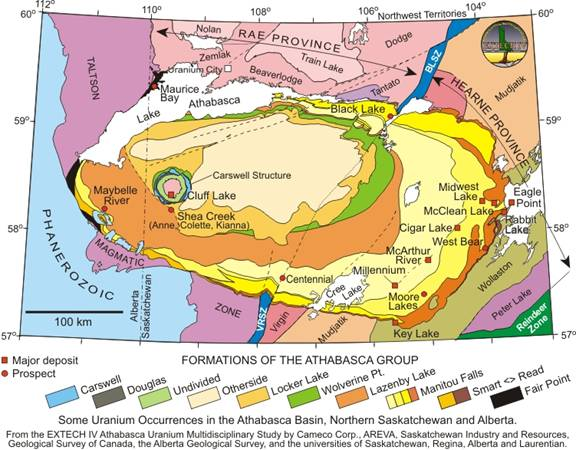 112°
110°
108°
106°
104°
60°
60°
Northwest Territories
Nolan
RAE PROVINCE
Dodge
Zemlak
Train Lake
Uranium City
Beaverlodge
BLSZ
EXTECH IV
TALTSON
Tantato
HEARNE PROVINCE
Mudjatik
Maurice
Bay
Athabasca
Lake
Black Lake
59°
59°
Carswell Structure
Maybelle
River
Cluff Lake
Shea Creek
(Anne, Colette, Kianna)
Midwest
Lake
McClean Lake
Eagle
Point
Rabbit
Lake
Cigar Lake
West Bear
58°
58°
McArthur
River
PHANEROZOIC
MAGMATIC
Millennium
Centennial
Cree
Lake
Moore
Lakes
Wollaston
Peter Lake
Reindeer
Zone
100 km
Alberta
Saskatchewan
ZONE
VRSZ
Virgin
Mudjatik
Key Lake
57°
57°
Major deposit
Prospect
FORMATIONS OF THE ATHABASCA GROUP
Carswell
Douglas
Undivided
Otherside
Locker Lake
Wolverine Pt.
Lazenby Lake
Manitou Falls
Smart <> Read
Fair Point
Some Uranium Occurrences in the Athabasca Basin, Northern Saskatchewan and Alberta.
From the EXTECH IV Athabasca Uranium Multidisciplinary Study by Cameco Corp., AREVA, Saskatchewan Industry and Resources,
Geological Survey of Canada, the Alberta Geological Survey, and the universities of Saskatchewan, Regina, Alberta and Laurentian.